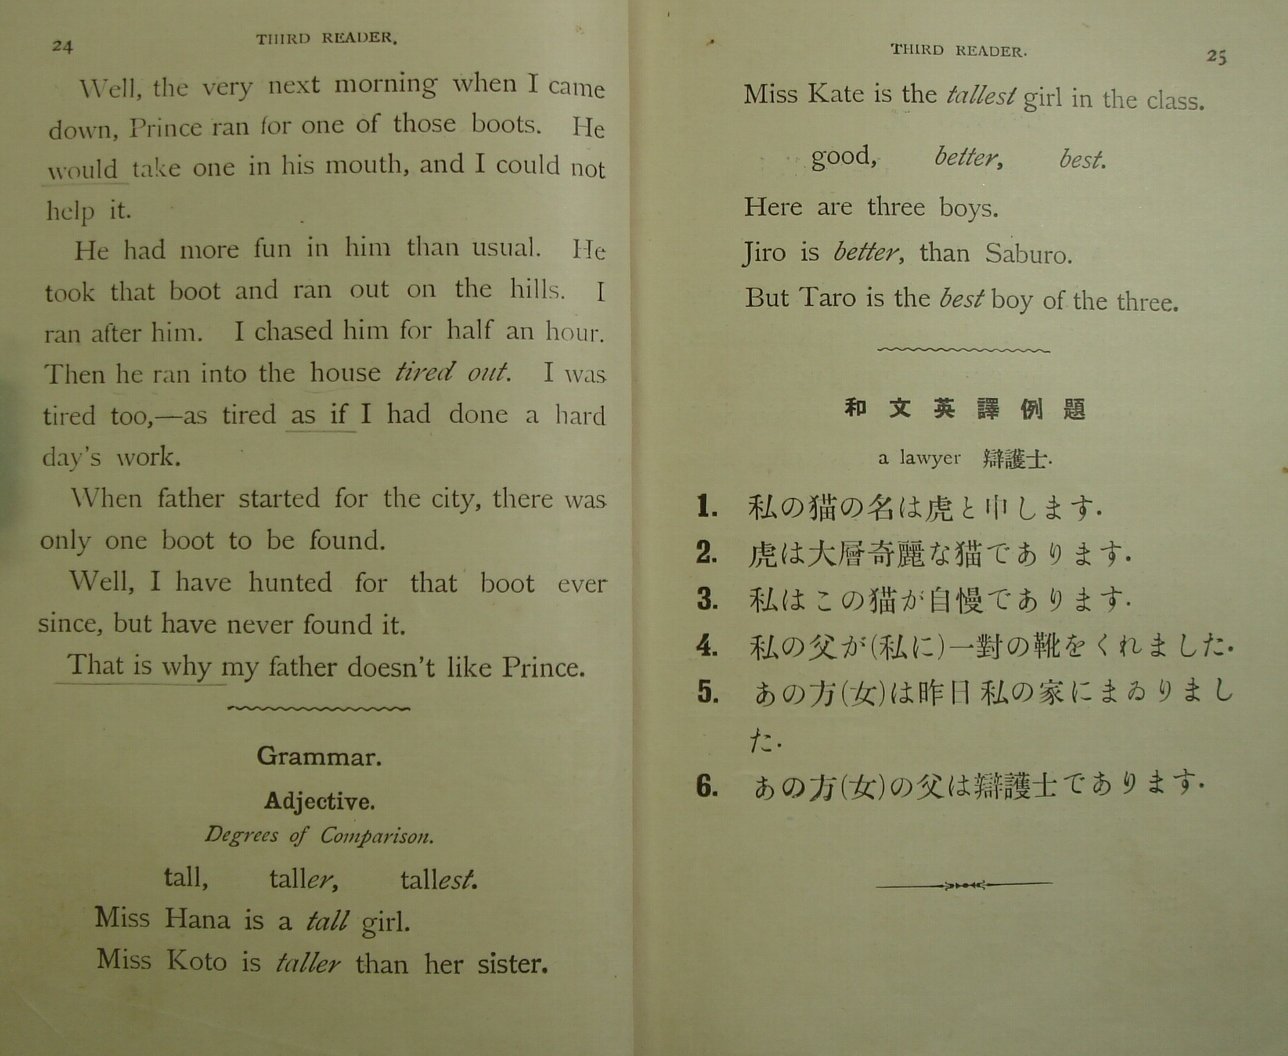 24
THIRD READER.
Well, the very next morning when I came
down, Prince ran for one of those boots. He
would take one in his mouth, and I could not
help it.
He had more fun in him than usual. He
took that boot and ran out on the hills. I
ran after him. I chased him for half an hour.
Then he ran into the house tired out. I was
tired too,—as tired as if I had done a hard
day's work.
When father started for the city, there was
only one boot to be found.
Well, I have hunted for that boot ever
since, but have never found it.
That is why my father doesn't like Prince.
Grammar.
Adjective.
Degrees of Comparison.
tall, taller, tallest.
Miss Hana is a tall girl.
Miss Koto is taller than her sister.
THIRD READER.
25
Miss Kate is the tallest girl in the class.
good, better, best.
Here are three boys.
Jiro is better, than Saburo.
But Taro is the best boy of the three.
和文英譯例題
a lawyer 辯護士.
1. 私の猫の名は虎と申します.
2. 虎は大層奇麗な猫であります.
3. 私はこの猫が自慢であります.
4. 私の父が(私に)一對の靴をくれました.
5. あの方(女)は昨日私の家にまゐりまし
た.
6. あの方(女)の父は辯護士であります.